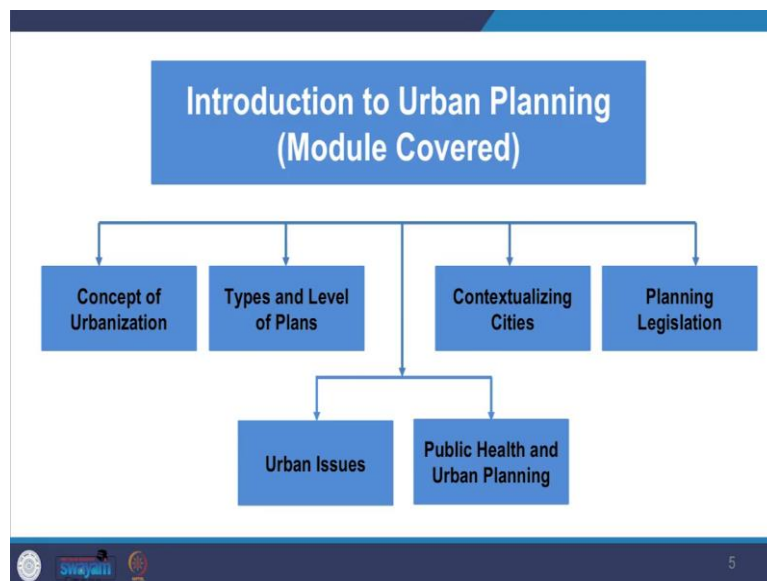 Introduction to Urban Planning
(Module Covered)
Concept of
Urbanization
Types and Level
of Plans
Contextualizing
Cities
Planning
Legislation
Urban Issues
Public Health and
Urban Planning
swayam
5